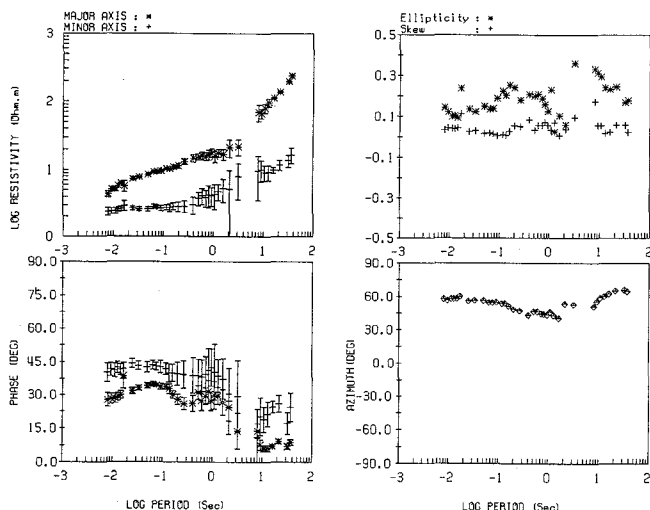 MAJOR AXIS : *
MINOR AXIS : +
3
2
1
0
LOG RESISTIVITY (Ohm.m)
-3 -2 -1 0 1 2
90.0
75.0
60.0
45.0
30.0
15.0
0.0
PHASE (DEG)
-3 -2 -1 0 1 2
LOG PERIOD (Sec)
Ellipticity : *
Skew : +
0.5
0.3
0.1
-0.1
-0.3
-0.5
-3 -2 -1 0 1 2
90.0
60.0
30.0
0.0
-30.0
-60.0
-90.0
AZIMUTH(DEG)
-3 -2 -1 0 1 2
LOG PERIOD (Sec)